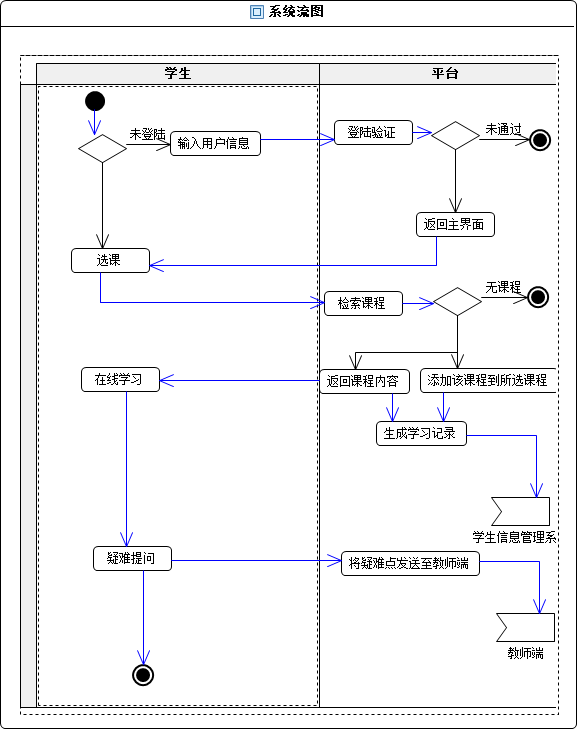 系统流图
学生
平台
未登陆
输入用户信息
登陆验证
未通过
返回主界面
选课
检索课程
无课程
在线学习
返回课程内容
添加该课程到所选课程
生成学习记录
学生信息管理系
疑难提问
将疑难点发送至教师端
教师端